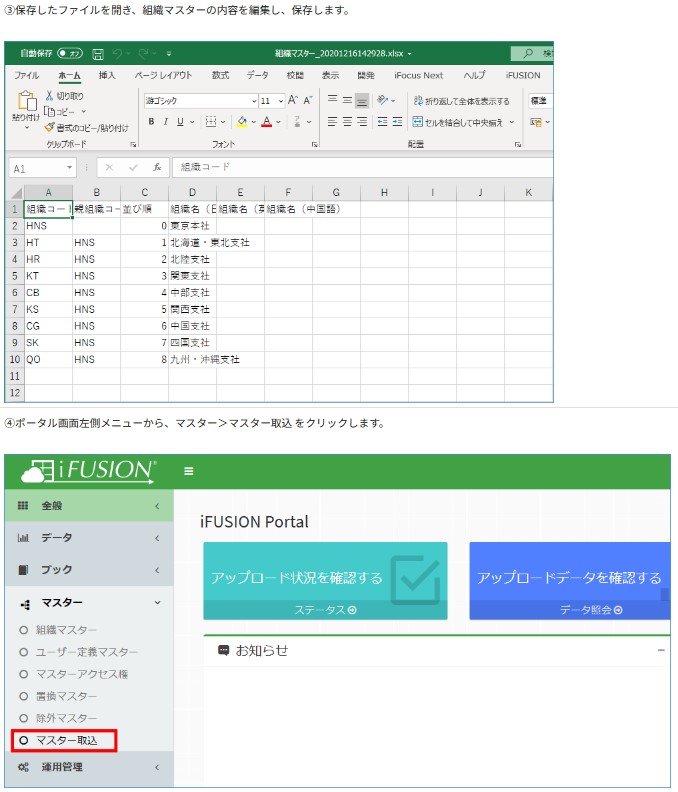 ③保存したファイルを開き、組織マスターの内容を編集し、保存します。
自動保存 オフ 組織マスター_20201216142928.xlsx 検
ファイル ホーム 挿入 ページ レイアウト 数式 データ 校閲 表示 開発 iFocus Next ヘルプ iFUSION
貼り付け 切り取り コピー 書式のコピー/貼り付け
游ゴシック 11 折り返して全体を表示する 標準
B I U セルを結合して中央揃え
クリップボード フォント 配置
A1 fx 組織コード
A B C D E F G H I J K
1 組織コード 親組織コー 並び順 組織名（日 組織名（英 組織名（中国語）
2 HNS 0 東京本社
3 HT HNS 1 北海道・東北支社
4 HR HNS 2 北陸支社
5 KT HNS 3 関東支社
6 CB HNS 4 中部支社
7 KS HNS 5 関西支社
8 CG HNS 6 中国支社
9 SK HNS 7 四国支社
10 QO HNS 8 九州・沖縄支社
11
12
④ポータル画面左側メニューから、マスター＞マスター取込 をクリックします。
iFUSION
全般
データ
ブック
マスター
組織マスター
ユーザー定義マスター
マスターアクセス権
置換マスター
除外マスター
マスター取込
運用管理
iFUSION Portal
アップロード状況を確認する
ステータス
アップロードデータを確認する
データ照会
お知らせ